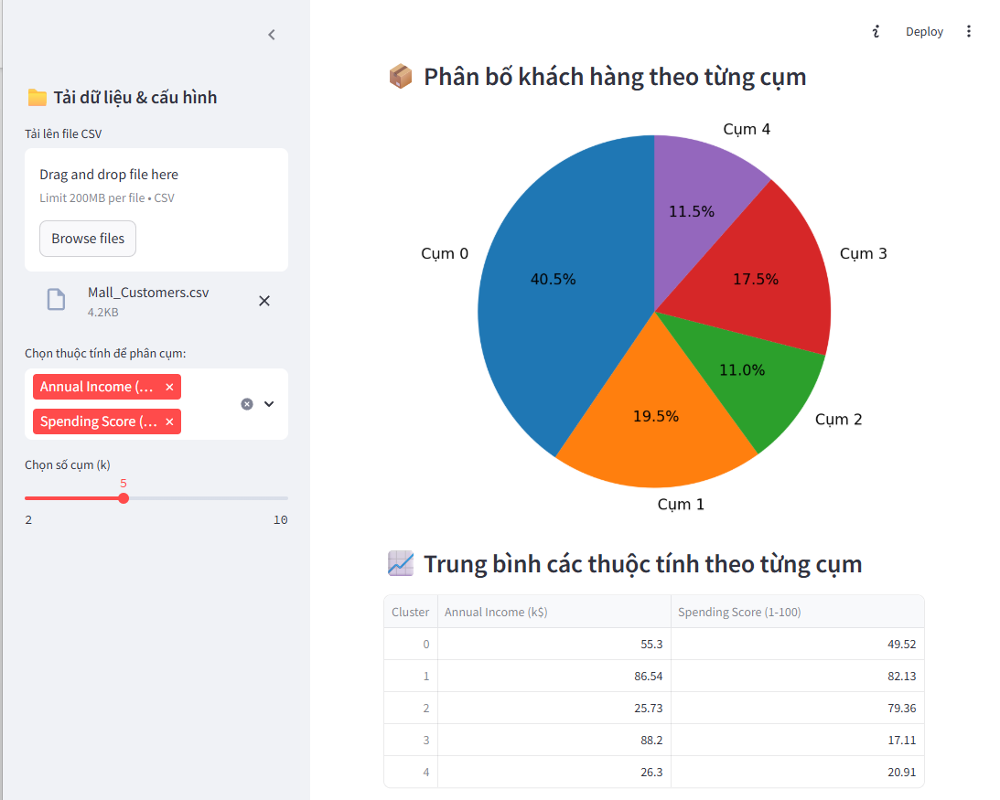 Tải dữ liệu & cấu hình
Tải lên file CSV
Drag and drop file here
Limit 200MB per file • CSV
Browse files
Mall_Customers.csv
4.2KB
Chọn thuộc tính để phân cụm:
Annual Income (...
Spending Score (...
Chọn số cụm (k)
5
2 10
Deploy
Phân bố khách hàng theo từng cụm
Cụm 4
11.5%
Cụm 0
Cụm 3
40.5%
17.5%
11.0%
19.5%
Cụm 2
Cụm 1
Trung bình các thuộc tính theo từng cụm
Cluster Annual Income (k$) Spending Score (1-100)
0 55.3 49.52
1 86.54 82.13
2 25.73 79.36
3 88.2 17.11
4 26.3 20.91